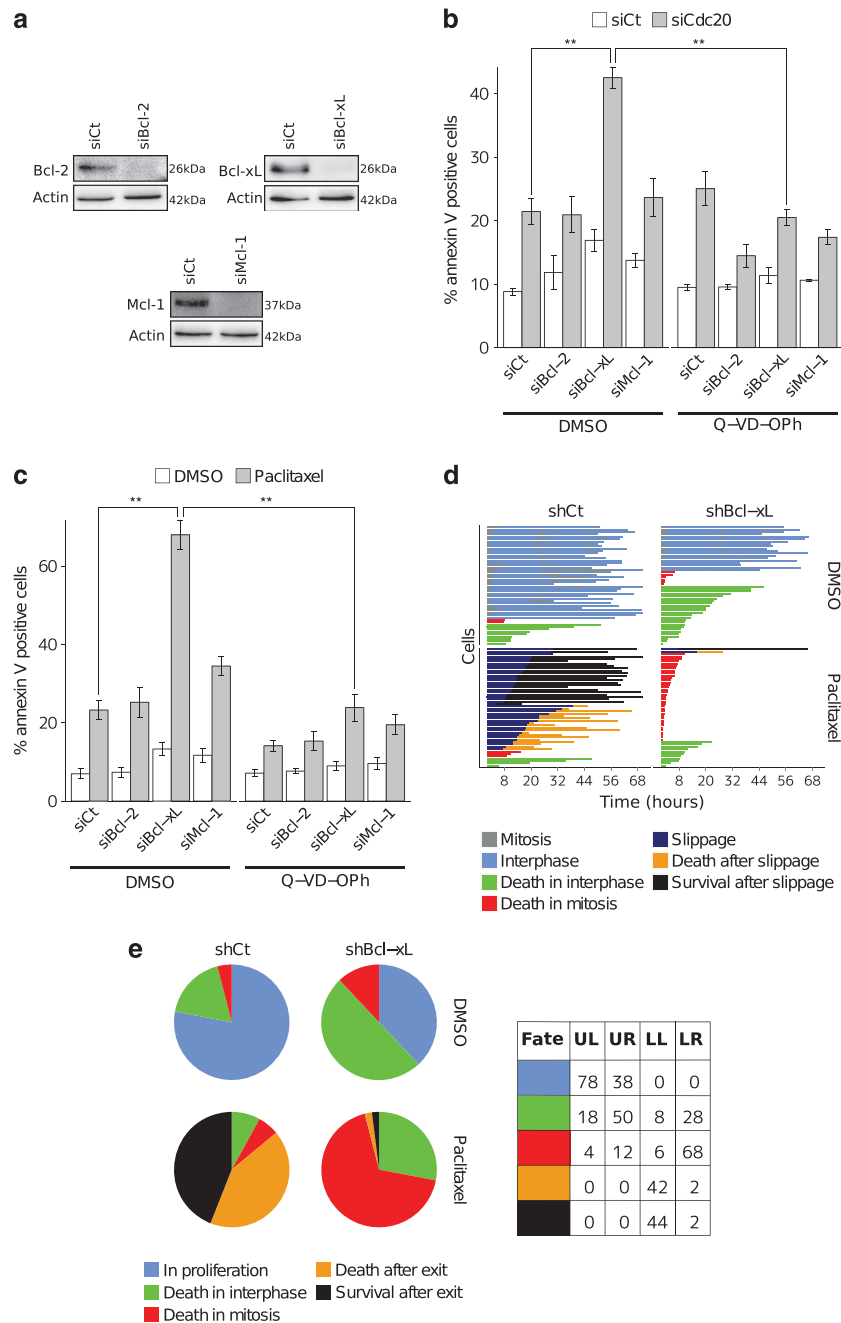 a
siCt siBcl-2
Bcl-2 26kDa
Actin 42kDa
siCt siBcl-xL
Bcl-xL 26kDa
Actin 42kDa
siCt siMcl-1
Mcl-1 37kDa
Actin 42kDa
b
siCt siCdc20
** **
% annexin V positive cells
40
30
20
10
0
siCt siBcl–2 siBcl–xL siMcl–1 siCt siBcl–2 siBcl–xL siMcl–1
DMSO Q–VD–OPh
c
DMSO Paclitaxel
** **
% annexin V positive cells
60
40
20
0
siCt siBcl–2 siBcl–xL siMcl–1 siCt siBcl–2 siBcl–xL siMcl–1
DMSO Q–VD–OPh
d
shCt shBcl–xL
DMSO
Cells
Paclitaxel
8 20 32 44 56 68 8 20 32 44 56 68
Time (hours)
Mitosis Slippage
Interphase Death after slippage
Death in interphase Survival after slippage
Death in mitosis
e
shCt shBcl–xL
DMSO
Paclitaxel
In proliferation Death after exit
Death in interphase Survival after exit
Death in mitosis
Fate UL UR LL LR
78 38 0 0
18 50 8 28
4 12 6 68
0 0 42 2
0 0 44 2